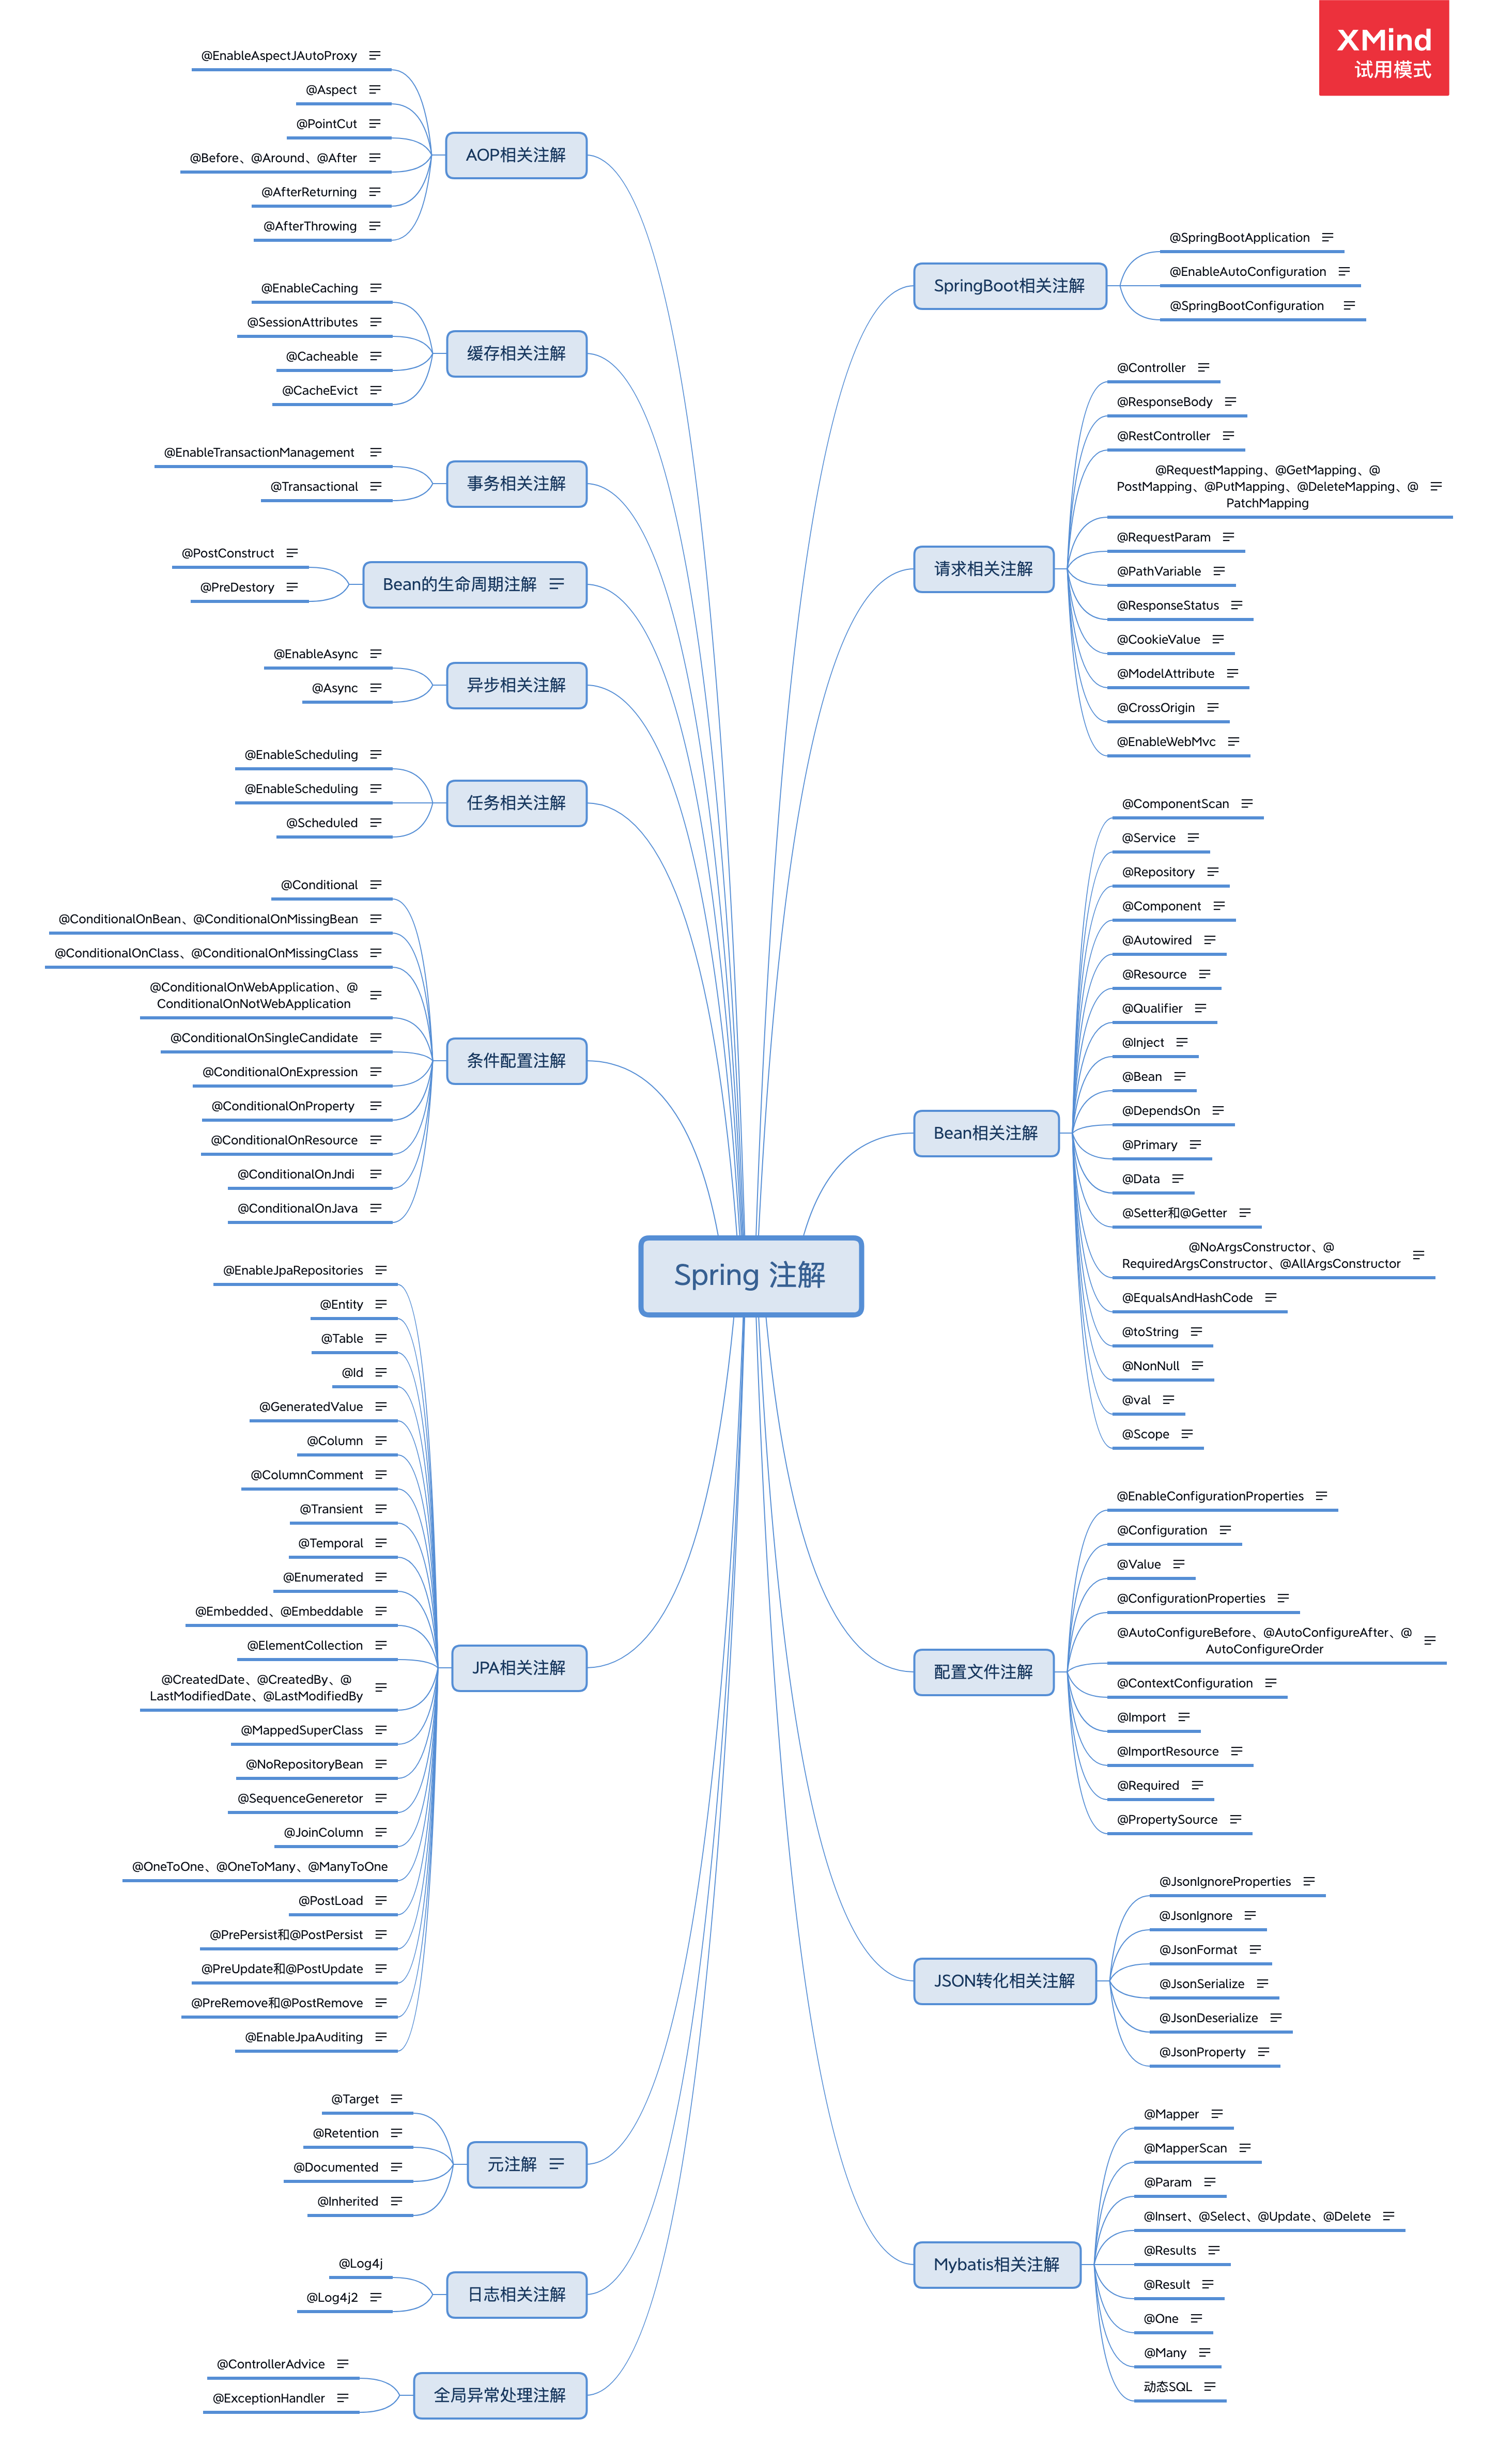 XMind
试用模式
Spring 注解
SpringBoot相关注解
@SpringBootApplication
@EnableAutoConfiguration
@SpringBootConfiguration
请求相关注解
@Controller
@ResponseBody
@RestController
@RequestMapping、@GetMapping、@
PostMapping、@PutMapping、@DeleteMapping、@
PatchMapping
@RequestParam
@PathVariable
@ResponseStatus
@CookieValue
@ModelAttribute
@CrossOrigin
@EnableWebMvc
Bean相关注解
@ComponentScan
@Service
@Repository
@Component
@Autowired
@Resource
@Qualifier
@Inject
@Bean
@DependsOn
@Primary
@Data
@Setter和@Getter
@NoArgsConstructor、@
RequiredArgsConstructor、@AllArgsConstructor
@EqualsAndHashCode
@toString
@NonNull
@val
@Scope
配置文件注解
@EnableConfigurationProperties
@Configuration
@Value
@ConfigurationProperties
@AutoConfigureBefore、@AutoConfigureAfter、@
AutoConfigureOrder
@ContextConfiguration
@Import
@ImportResource
@Required
@PropertySource
JSON转化相关注解
@JsonIgnoreProperties
@JsonIgnore
@JsonFormat
@JsonSerialize
@JsonDeserialize
@JsonProperty
Mybatis相关注解
@Mapper
@MapperScan
@Param
@Insert、@Select、@Update、@Delete
@Results
@Result
@One
@Many
动态SQL
AOP相关注解
@EnableAspectJAutoProxy
@Aspect
@PointCut
@Before、@Around、@After
@AfterReturning
@AfterThrowing
缓存相关注解
@EnableCaching
@SessionAttributes
@Cacheable
@CacheEvict
事务相关注解
@EnableTransactionManagement
@Transactional
Bean的生命周期注解
@PostConstruct
@PreDestory
异步相关注解
@EnableAsync
@Async
任务相关注解
@EnableScheduling
@EnableScheduling
@Scheduled
条件配置注解
@Conditional
@ConditionalOnBean、@ConditionalOnMissingBean
@ConditionalOnClass、@ConditionalOnMissingClass
@ConditionalOnWebApplication、@
ConditionalOnNotWebApplication
@ConditionalOnSingleCandidate
@ConditionalOnExpression
@ConditionalOnProperty
@ConditionalOnResource
@ConditionalOnJndi
@ConditionalOnJava
JPA相关注解
@EnableJpaRepositories
@Entity
@Table
@Id
@GeneratedValue
@Column
@ColumnComment
@Transient
@Temporal
@Enumerated
@Embedded、@Embeddable
@ElementCollection
@CreatedDate、@CreatedBy、@
LastModifiedDate、@LastModifiedBy
@MappedSuperClass
@NoRepositoryBean
@SequenceGeneretor
@JoinColumn
@OneToOne、@OneToMany、@ManyToOne
@PostLoad
@PrePersist和@PostPersist
@PreUpdate和@PostUpdate
@PreRemove和@PostRemove
@EnableJpaAuditing
元注解
@Target
@Retention
@Documented
@Inherited
日志相关注解
@Log4j
@Log4j2
全局异常处理注解
@ControllerAdvice
@ExceptionHandler